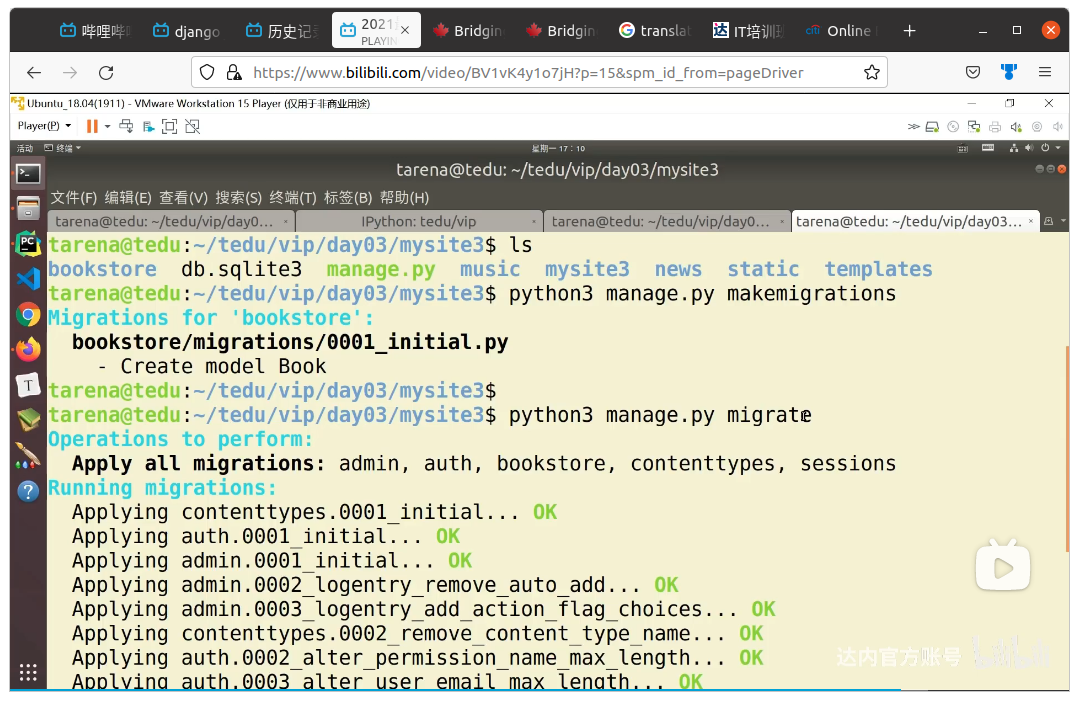 哔哩哔哩
django
历史记录
2021
PLAYIN
Bridgin
Bridgin
translat
IT培训班
Online
https://www.bilibili.com/video/BV1vK4y1o7jH?p=15&spm_id_from=pageDriver
Ubuntu_18.04(1911) - VMware Workstation 15 Player (仅用于非商业用途)
Player(P)
活动 终端 星期一 17:10
tarena@tedu: ~/tedu/vip/day03/mysite3
文件(F) 编辑(E) 查看(V) 搜索(S) 终端(T) 标签(B) 帮助(H)
tarena@tedu: ~/tedu/vip/day0... IPython: tedu/vip tarena@tedu: ~/tedu/vip/day0... tarena@tedu: ~/tedu/vip/day03...
tarena@tedu:~/tedu/vip/day03/mysite3$ ls
bookstore db.sqlite3 manage.py music mysite3 news static templates
tarena@tedu:~/tedu/vip/day03/mysite3$ python3 manage.py makemigrations
Migrations for 'bookstore':
bookstore/migrations/0001_initial.py
- Create model Book
tarena@tedu:~/tedu/vip/day03/mysite3$
tarena@tedu:~/tedu/vip/day03/mysite3$ python3 manage.py migrate
Operations to perform:
Apply all migrations: admin, auth, bookstore, contenttypes, sessions
Running migrations:
Applying contenttypes.0001_initial... OK
Applying auth.0001_initial... OK
Applying admin.0001_initial... OK
Applying admin.0002_logentry_remove_auto_add... OK
Applying admin.0003_logentry_add_action_flag_choices... OK
Applying contenttypes.0002_remove_content_type_name... OK
Applying auth.0002_alter_permission_name_max_length... OK
Applying auth.0003_alter_user_email_max_length... OK
达内官方账号